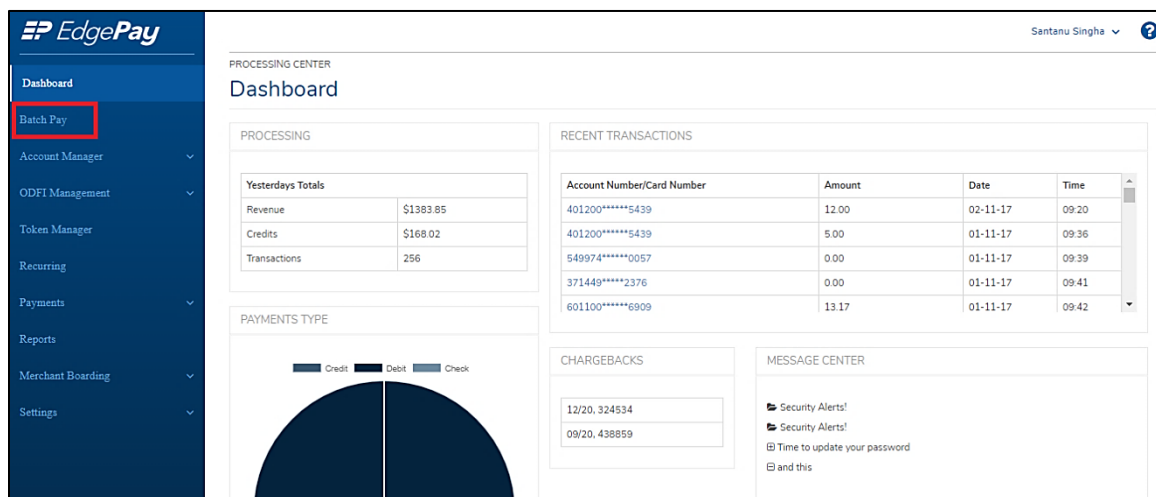 EdgePay
Santanu Singha
?
Dashboard
Batch Pay
Account Manager
ODFI Management
Token Manager
Recurring
Payments
Reports
Merchant Boarding
Settings
PROCESSING CENTER
Dashboard
PROCESSING
Yesterdays Totals
Revenue $1383.85
Credits $168.02
Transactions 256
RECENT TRANSACTIONS
Account Number/Card Number Amount Date Time
401200******5439 12.00 02-11-17 09:20
401200******5439 5.00 01-11-17 09:36
549974******0057 0.00 01-11-17 09:39
371449*****2376 0.00 01-11-17 09:41
601100******6909 13.17 01-11-17 09:42
PAYMENTS TYPE
Credit Debit Check
CHARGEBACKS
12/20, 324534
09/20, 438859
MESSAGE CENTER
Security Alerts!
Security Alerts!
Time to update your password
and this